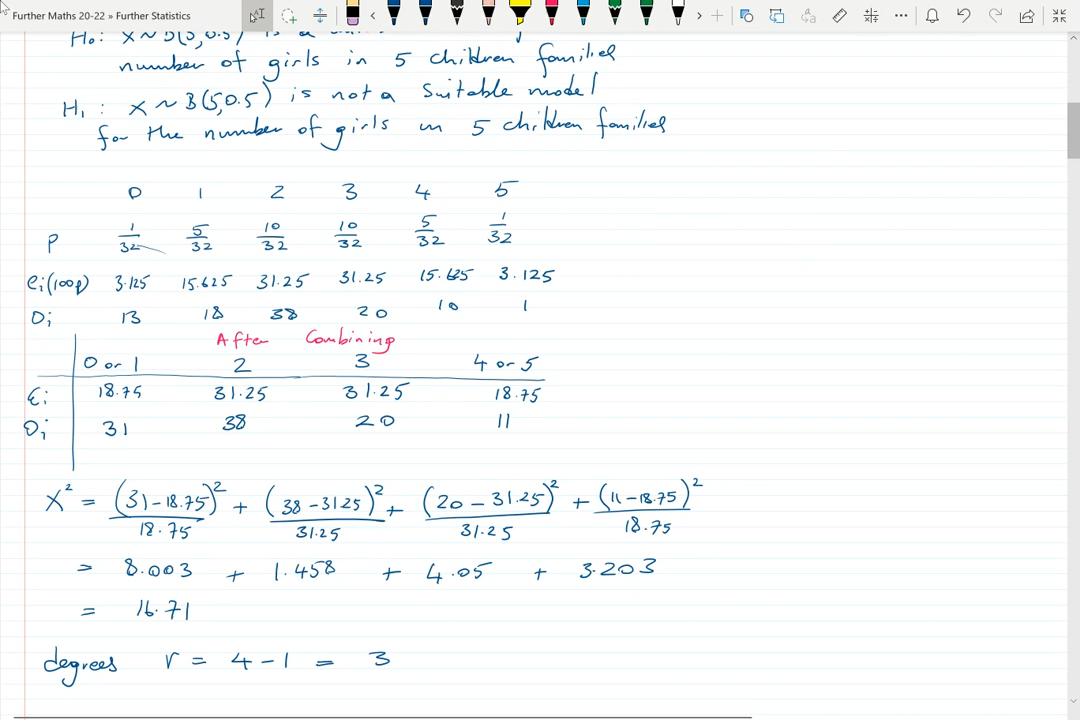 Further Maths 20-22 » Further Statistics
H₀: X ~ B(5, 0.5) is a
number of girls in 5 children families
H₁ : X ~ B(5,0.5) is not a suitable model
for the number of girls in 5 children families
0 1 2 3 4 5
P 1/32 5/32 10/32 10/32 5/32 1/32
ei(100p) 3.125 15.625 31.25 31.25 15.625 3.125
Oi 13 18 38 20 10 1
After Combining
0 or 1 2 3 4 or 5
Ei 18.75 31.25 31.25 18.75
Oi 31 38 20 11
X² = (31-18.75)²/18.75 + (38-31.25)²/31.25 + (20-31.25)²/31.25 + (11-18.75)²/18.75
= 8.003 + 1.458 + 4.05 + 3.203
= 16.71
degrees r = 4-1 = 3